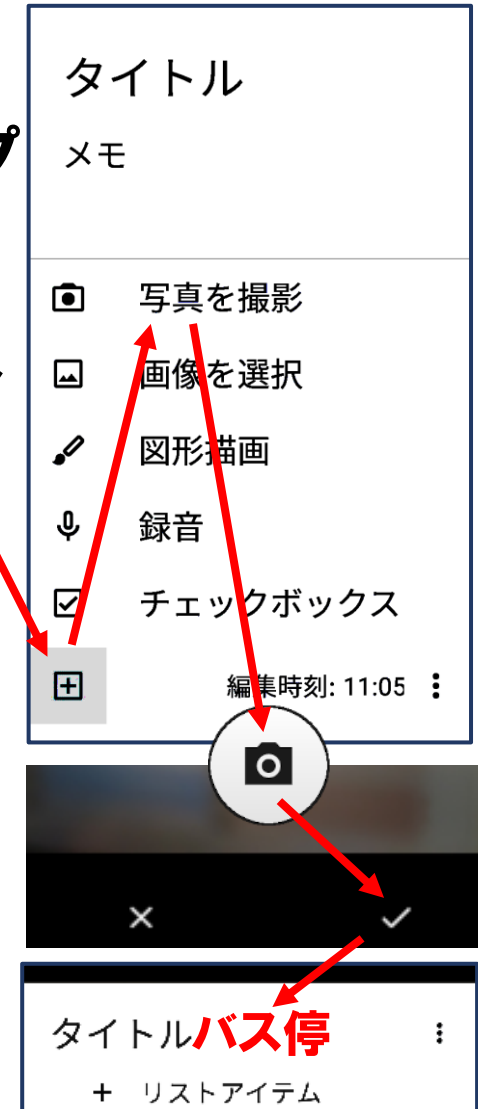 タイトル
プ
メモ
写真を撮影
画像を選択
図形描画
録音
チェックボックス
編集時刻: 11:05
タイトルバス停
+ リストアイテム